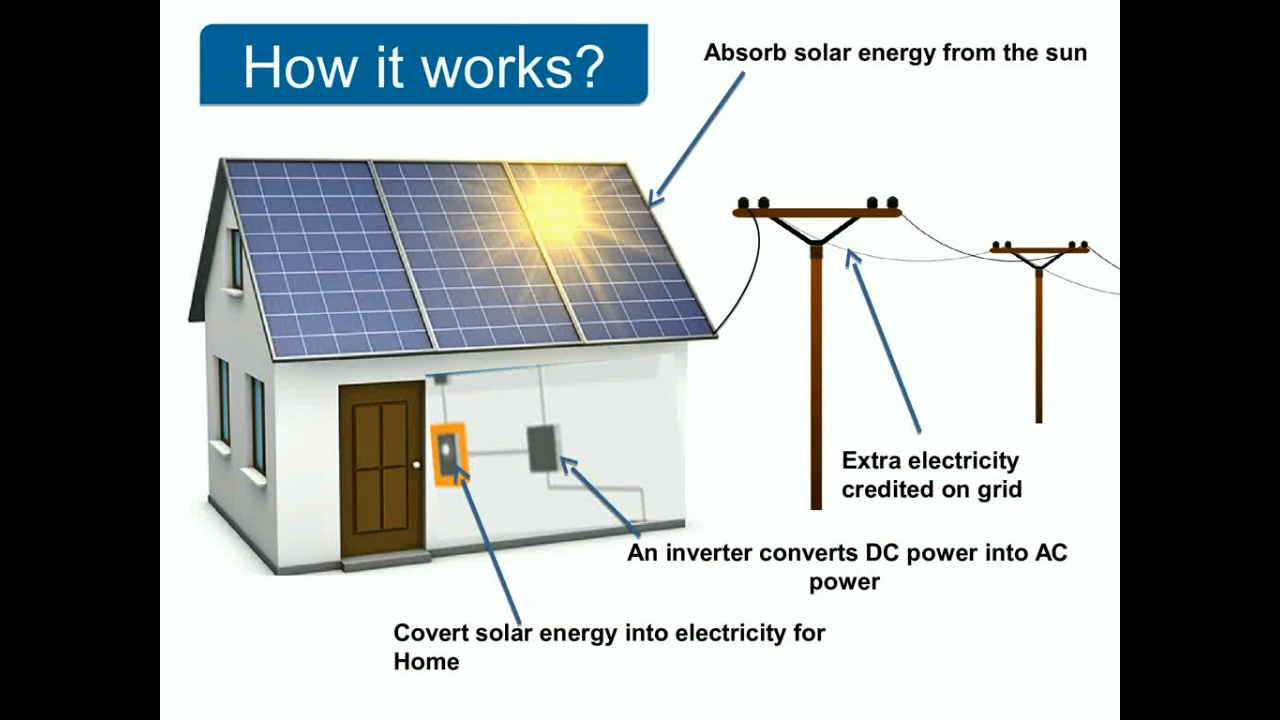 How it works?
Absorb solar energy from the sun
Extra electricity
credited on grid
An inverter converts DC power into AC
power
Covert solar energy into electricity for
Home